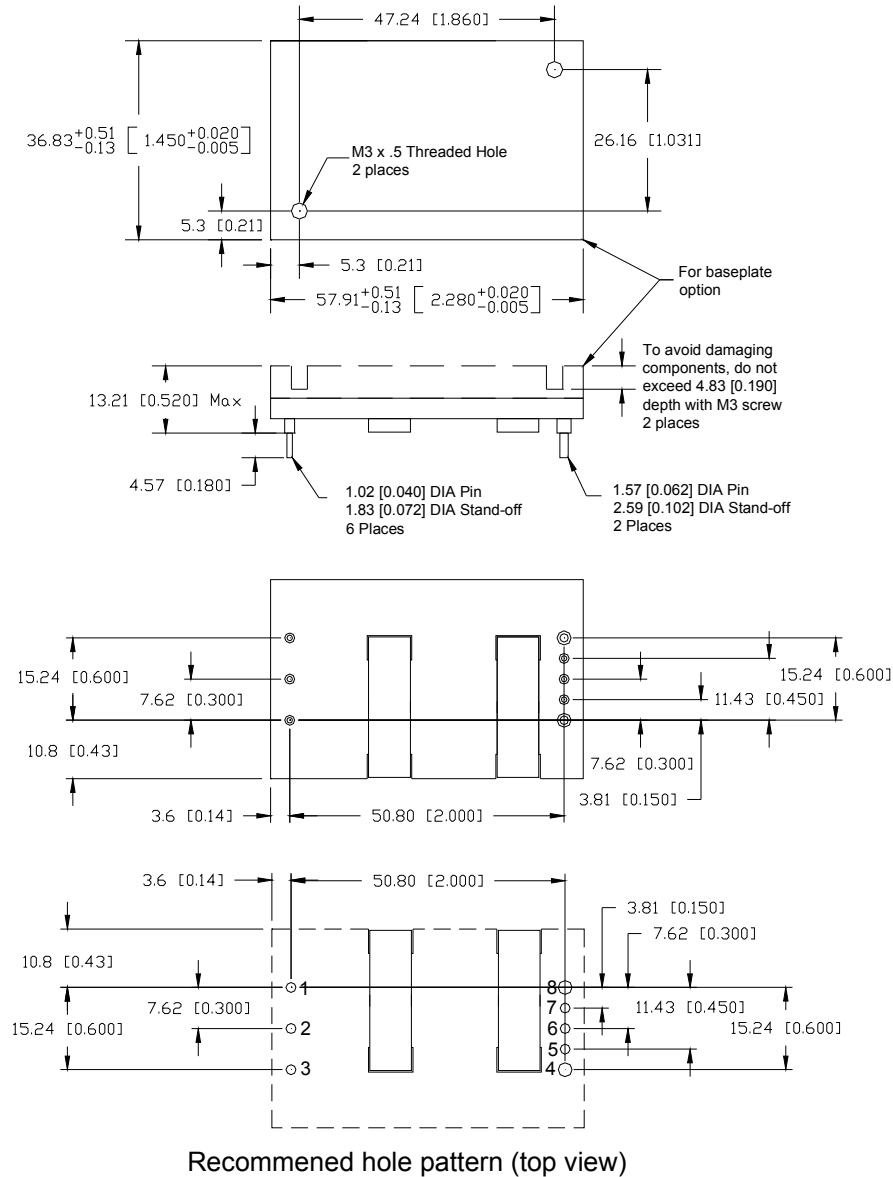 47.24 [1.860]
36.83 +0.51 -0.13 [ 1.450 +0.020 -0.005 ]
M3 x .5 Threaded Hole
2 places
26.16 [1.031]
5.3 [0.21]
5.3 [0.21]
57.91 +0.51 -0.13 [ 2.280 +0.020 -0.005 ]
For baseplate
option
13.21 [0.520] Max
To avoid damaging
components, do not
exceed 4.83 [0.190]
depth with M3 screw
2 places
4.57 [0.180]
1.02 [0.040] DIA Pin
1.83 [0.072] DIA Stand-off
6 Places
1.57 [0.062] DIA Pin
2.59 [0.102] DIA Stand-off
2 Places
15.24 [0.600]
7.62 [0.300]
10.8 [0.43]
15.24 [0.600]
11.43 [0.450]
7.62 [0.300]
3.81 [0.150]
3.6 [0.14]
50.80 [2.000]
3.6 [0.14]
50.80 [2.000]
3.81 [0.150]
7.62 [0.300]
10.8 [0.43]
7.62 [0.300]
15.24 [0.600]
11.43 [0.450]
15.24 [0.600]
1
2
3
8
7
6
5
4
Recommened hole pattern (top view)